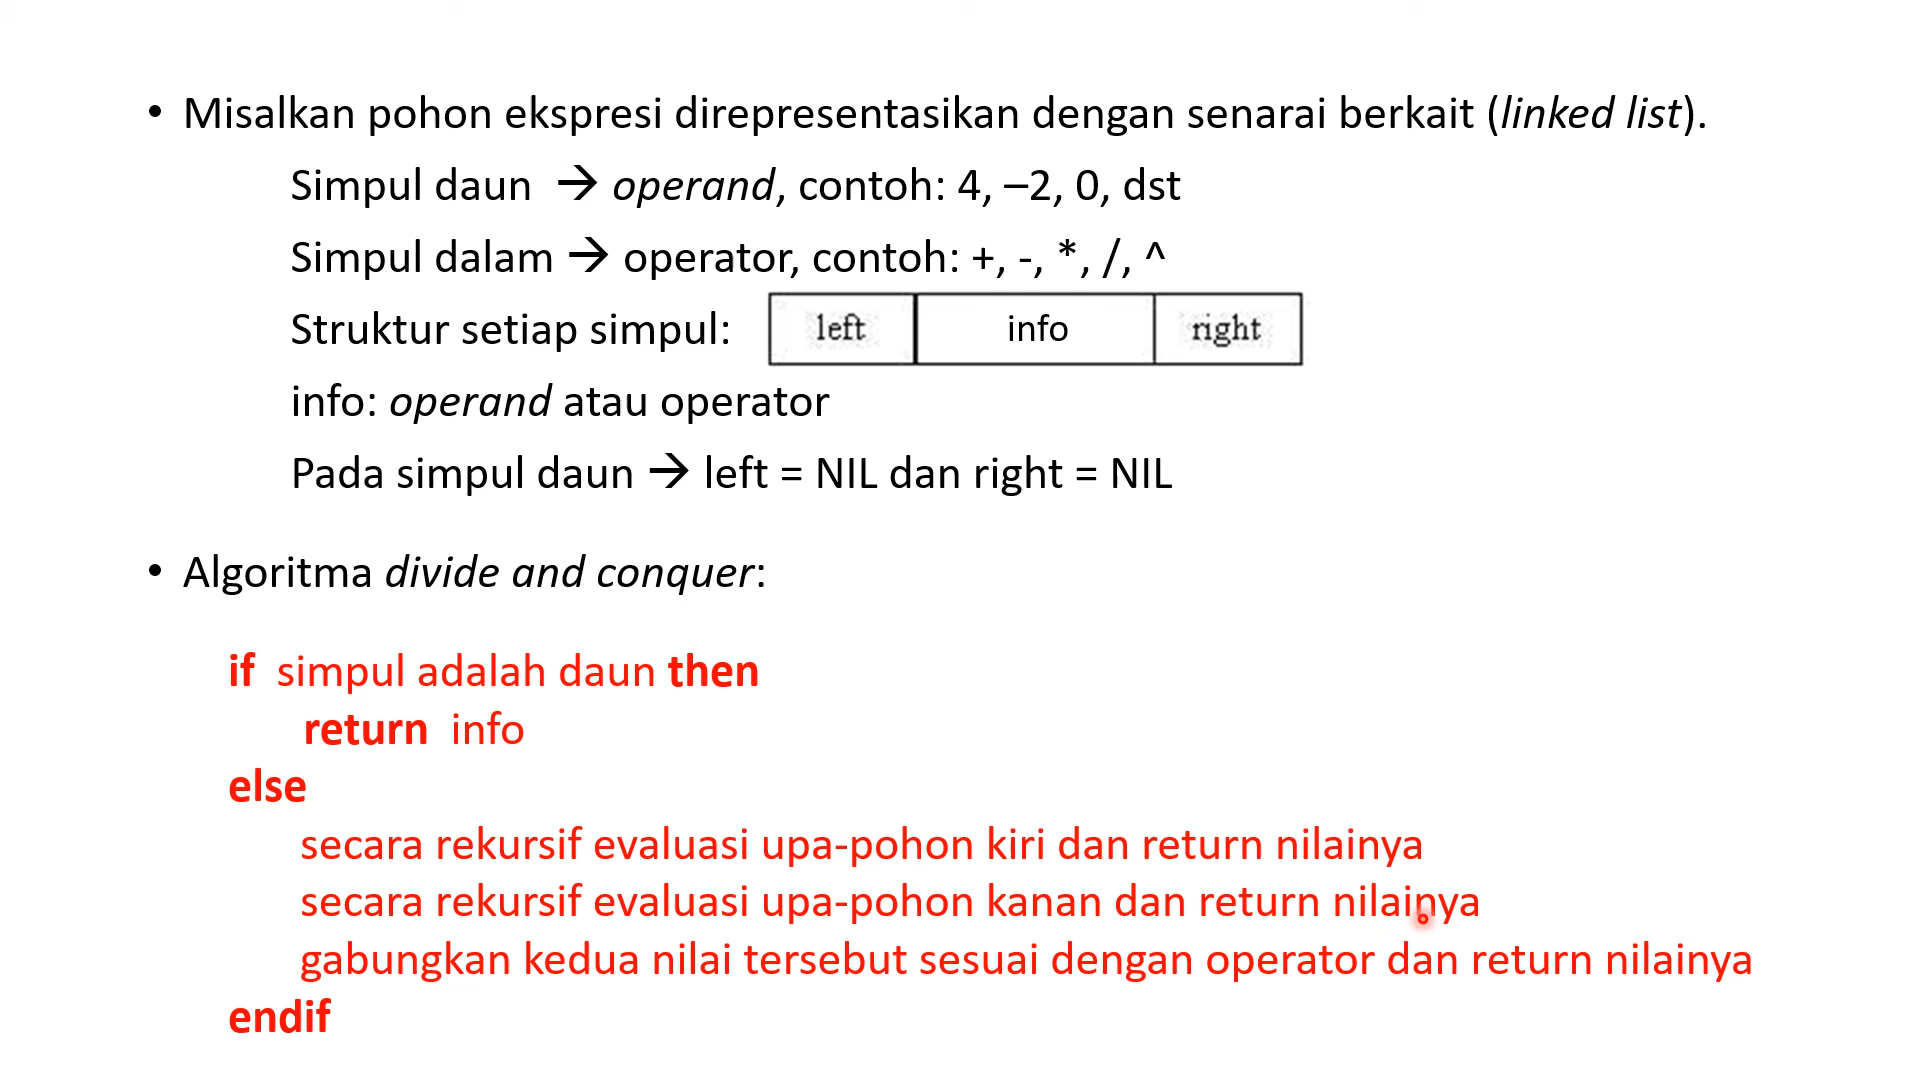 • Misalkan pohon ekspresi direpresentasikan dengan senarai berkait (linked list).
Simpul daun → operand, contoh: 4, –2, 0, dst
Simpul dalam → operator, contoh: +, -, *, /, ^
Struktur setiap simpul: left info right
info: operand atau operator
Pada simpul daun → left = NIL dan right = NIL
• Algoritma divide and conquer:
if simpul adalah daun then
return info
else
secara rekursif evaluasi upa-pohon kiri dan return nilainya
secara rekursif evaluasi upa-pohon kanan dan return nilainya
gabungkan kedua nilai tersebut sesuai dengan operator dan return nilainya
endif